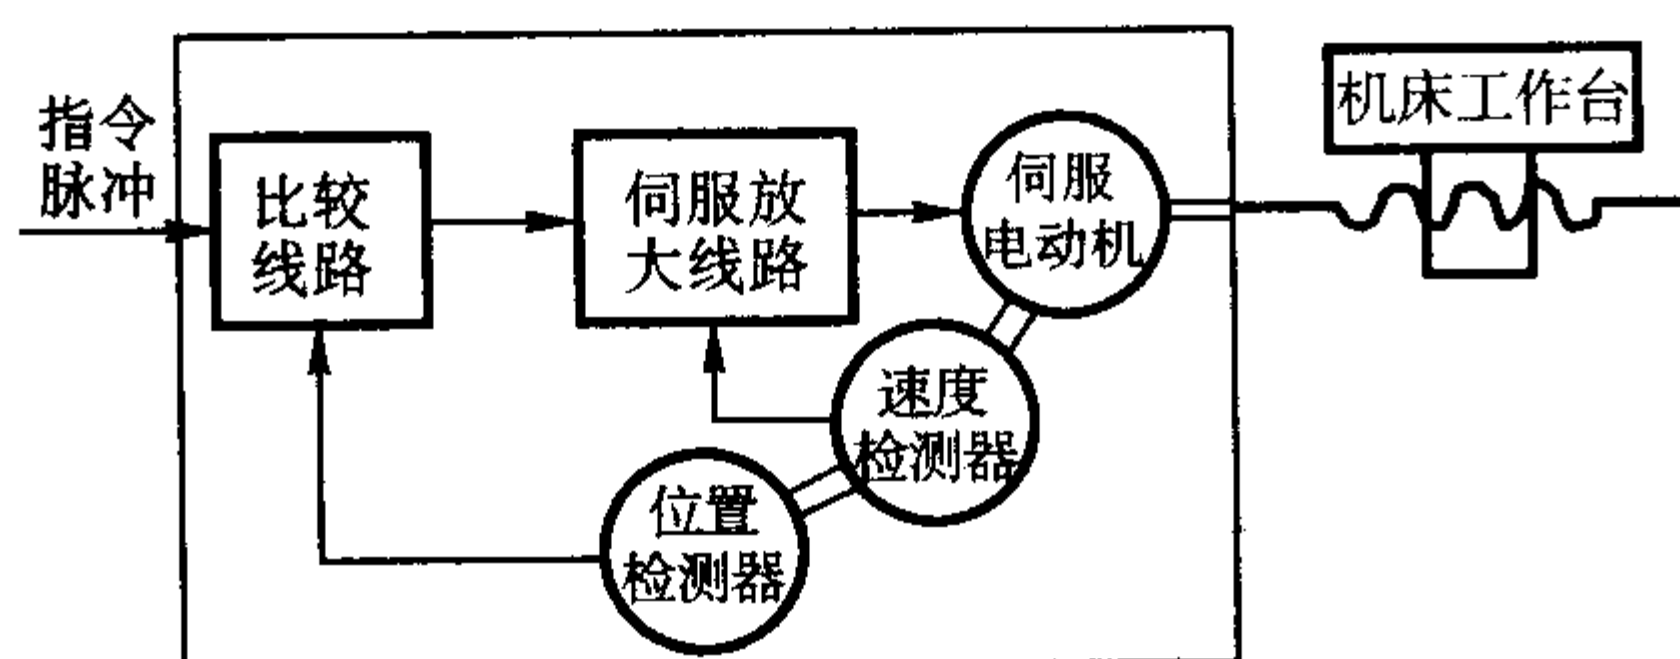 指令
脉冲
比较
线路
伺服放
大线路
伺服
电动机
机床工作台
速度
检测器
位置
检测器